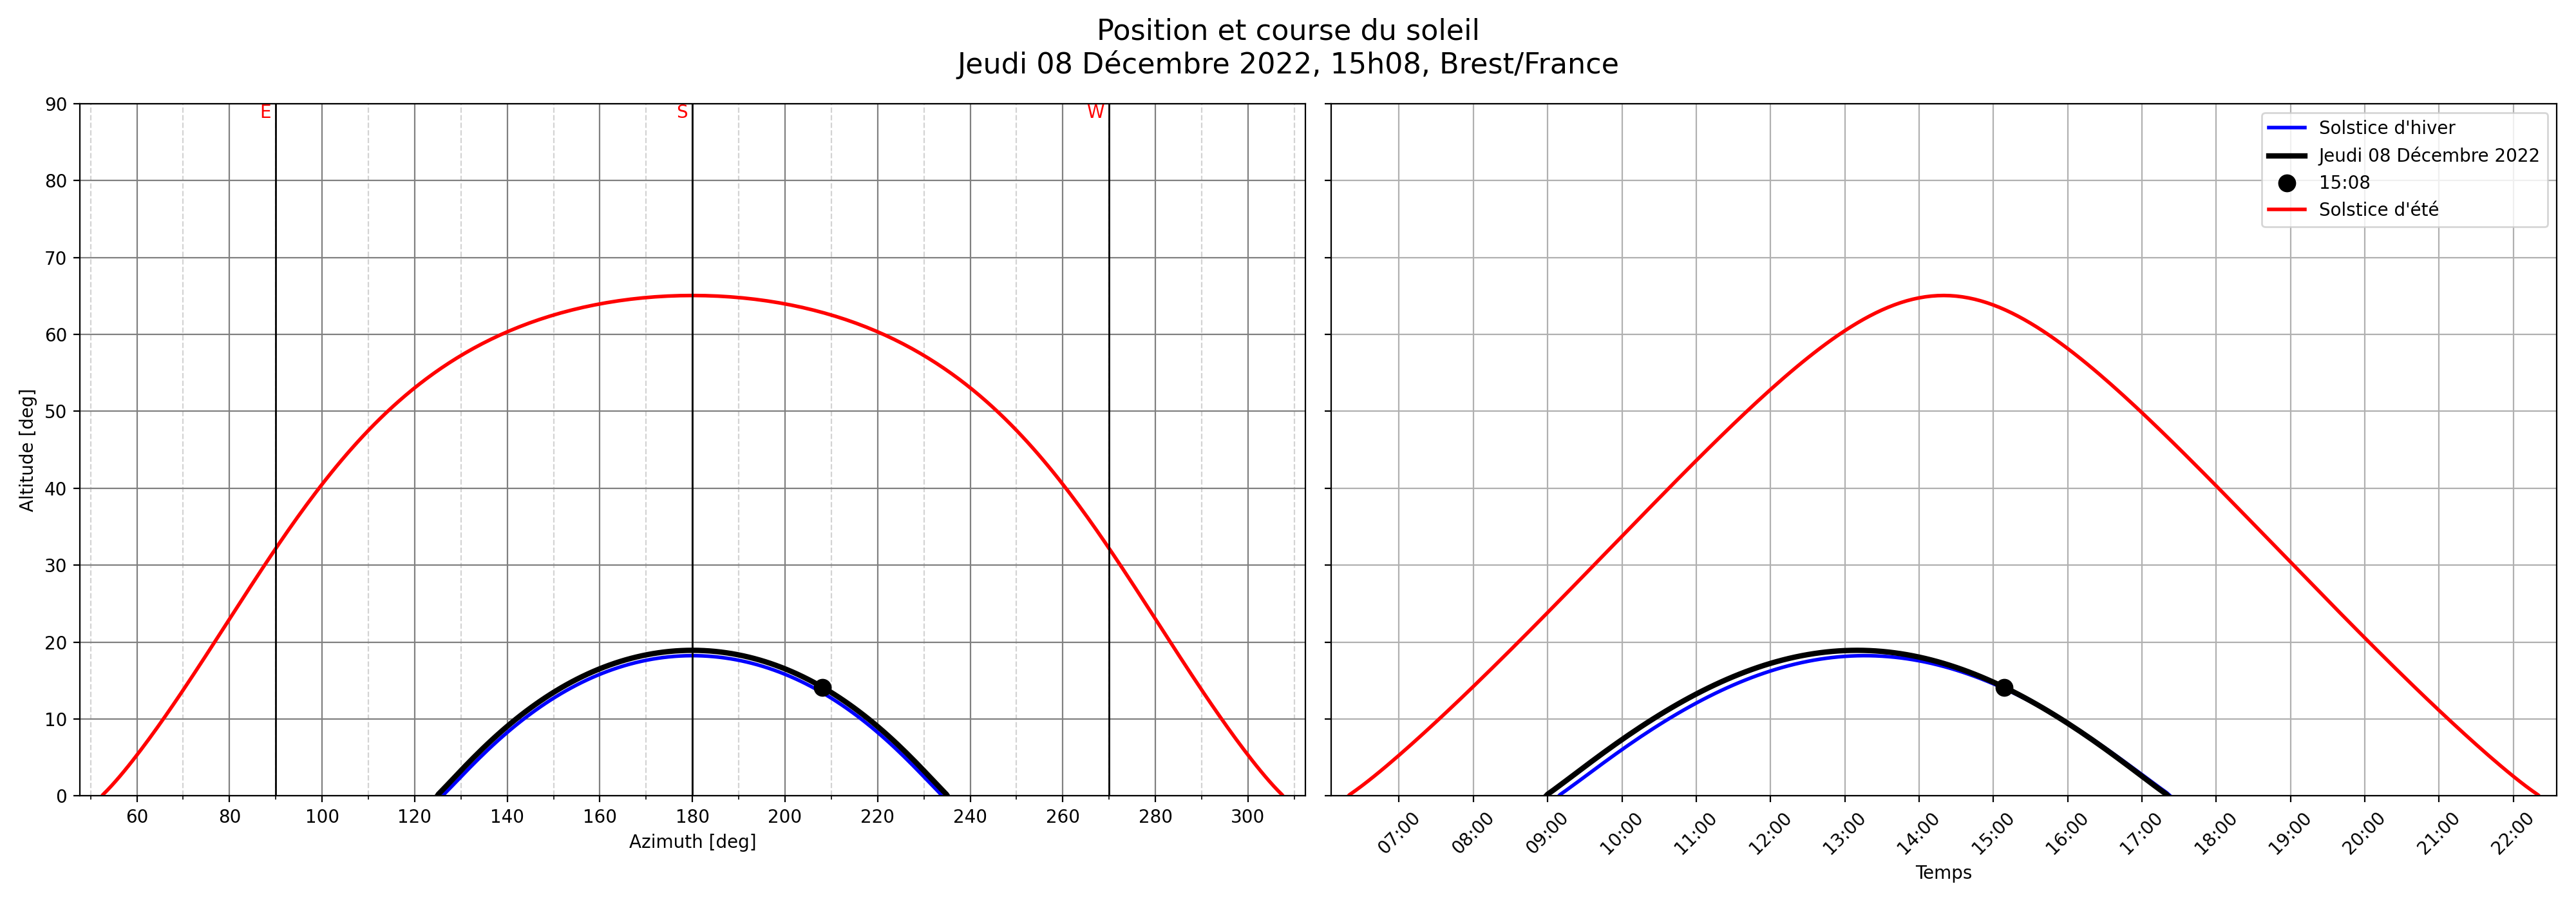 Position et course du soleil
Jeudi 08 Décembre 2022, 15h08, Brest/France
E
S
W
90
80
70
60
50
40
30
20
10
0
Altitude [deg]
60 80 100 120 140 160 180 200 220 240 260 280 300
Azimuth [deg]
Solstice d'hiver
Jeudi 08 Décembre 2022
15:08
Solstice d'été
07:00 08:00 09:00 10:00 11:00 12:00 13:00 14:00 15:00 16:00 17:00 18:00 19:00 20:00 21:00 22:00
Temps